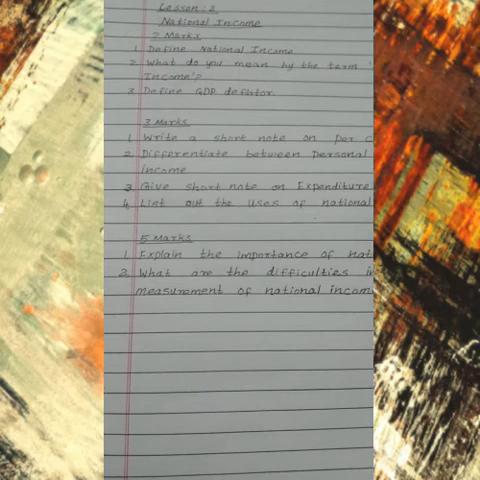 Lesson: 2
National Income
2 Marks
1. Define National Income
2. What do you mean by the term '
Income'?
3. Define GDP deflator.
3 Marks
1. Write a short note on per c
2. Differentiate between personal
income
3. Give short note on Expenditure
4. List out the uses of national
5 Marks
1. Explain the importance of nat
2. What are the difficulties in
measurement of national incom